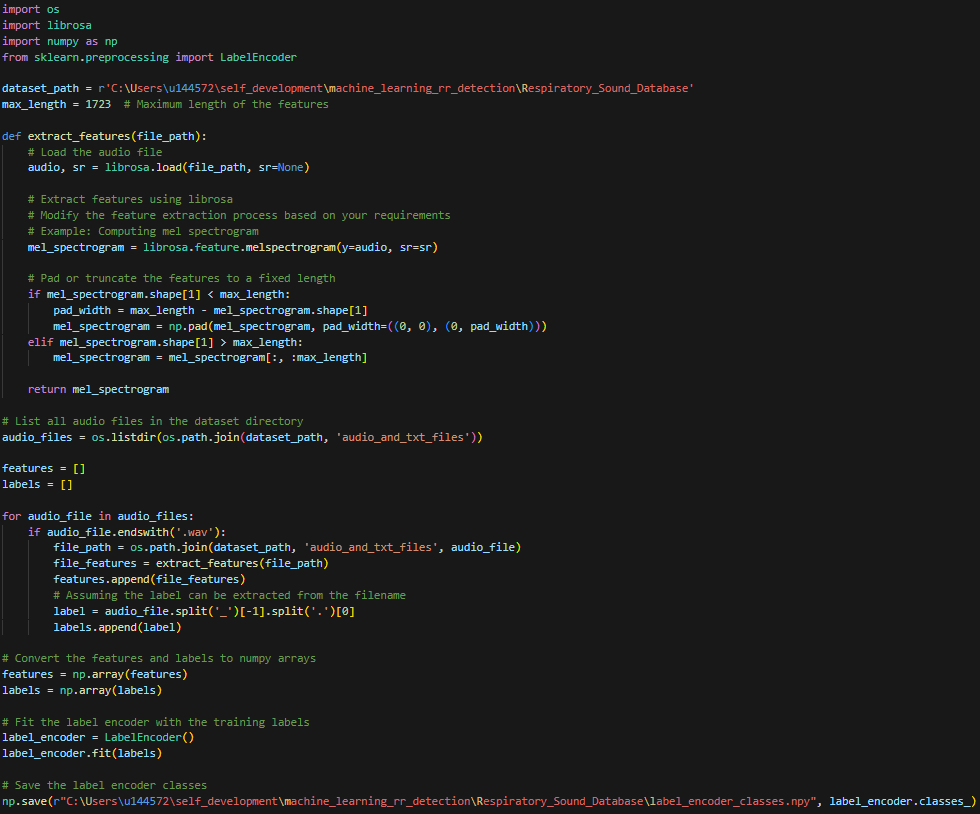 import os
import librosa
import numpy as np
from sklearn.preprocessing import LabelEncoder

dataset_path = r'C:\Users\u144572\self_development\machine_learning_rr_detection\Respiratory_Sound_Database'
max_length = 1723  # Maximum length of the features

def extract_features(file_path):
    # Load the audio file
    audio, sr = librosa.load(file_path, sr=None)

    # Extract features using librosa
    # Modify the feature extraction process based on your requirements
    # Example: Computing mel spectrogram
    mel_spectrogram = librosa.feature.melspectrogram(y=audio, sr=sr)

    # Pad or truncate the features to a fixed length
    if mel_spectrogram.shape[1] < max_length:
        pad_width = max_length - mel_spectrogram.shape[1]
        mel_spectrogram = np.pad(mel_spectrogram, pad_width=((0, 0), (0, pad_width)))
    elif mel_spectrogram.shape[1] > max_length:
        mel_spectrogram = mel_spectrogram[:, :max_length]

    return mel_spectrogram

# List all audio files in the dataset directory
audio_files = os.listdir(os.path.join(dataset_path, 'audio_and_txt_files'))

features = []
labels = []

for audio_file in audio_files:
    if audio_file.endswith('.wav'):
        file_path = os.path.join(dataset_path, 'audio_and_txt_files', audio_file)
        file_features = extract_features(file_path)
        features.append(file_features)
        # Assuming the label can be extracted from the filename
        label = audio_file.split('_')[-1].split('.')[0]
        labels.append(label)

# Convert the features and labels to numpy arrays
features = np.array(features)
labels = np.array(labels)

# Fit the label encoder with the training labels
label_encoder = LabelEncoder()
label_encoder.fit(labels)

# Save the label encoder classes
np.save(r"C:\Users\u144572\self_development\machine_learning_rr_detection\Respiratory_Sound_Database\label_encoder_classes.npy", label_encoder.classes_)